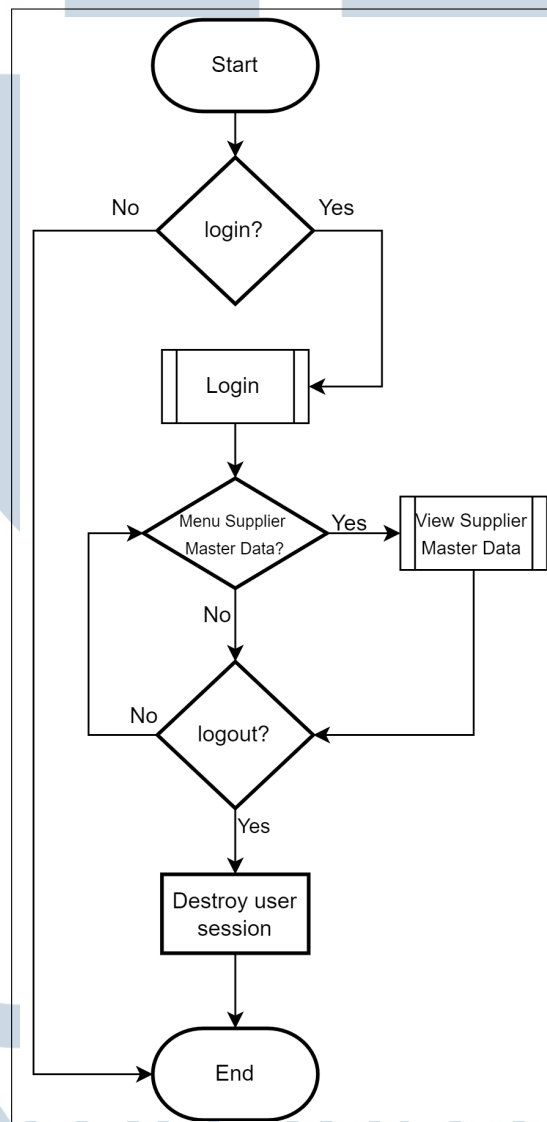 Start
No
Yes
login?
Login
Menu Supplier
Master Data?
Yes
View Supplier
Master Data
No
No
logout?
Yes
Destroy user
session
End